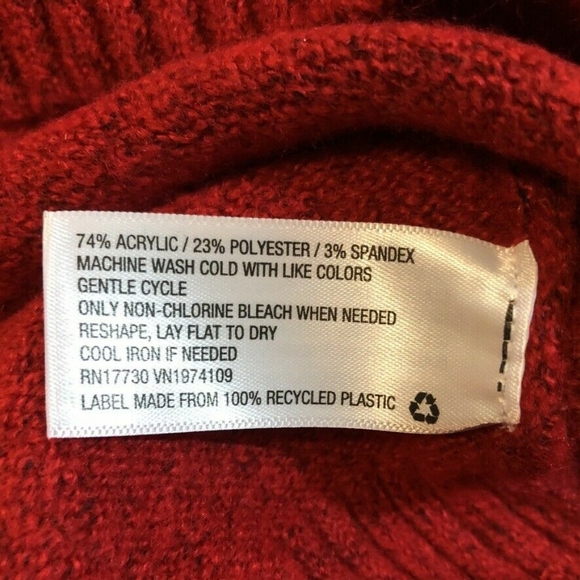 74% ACRYLIC / 23% POLYESTER / 3% SPANDEX
MACHINE WASH COLD WITH LIKE COLORS
GENTLE CYCLE
ONLY NON-CHLORINE BLEACH WHEN NEEDED
RESHAPE, LAY FLAT TO DRY
COOL IRON IF NEEDED
RN17730 VN1974109
LABEL MADE FROM 100% RECYCLED PLASTIC